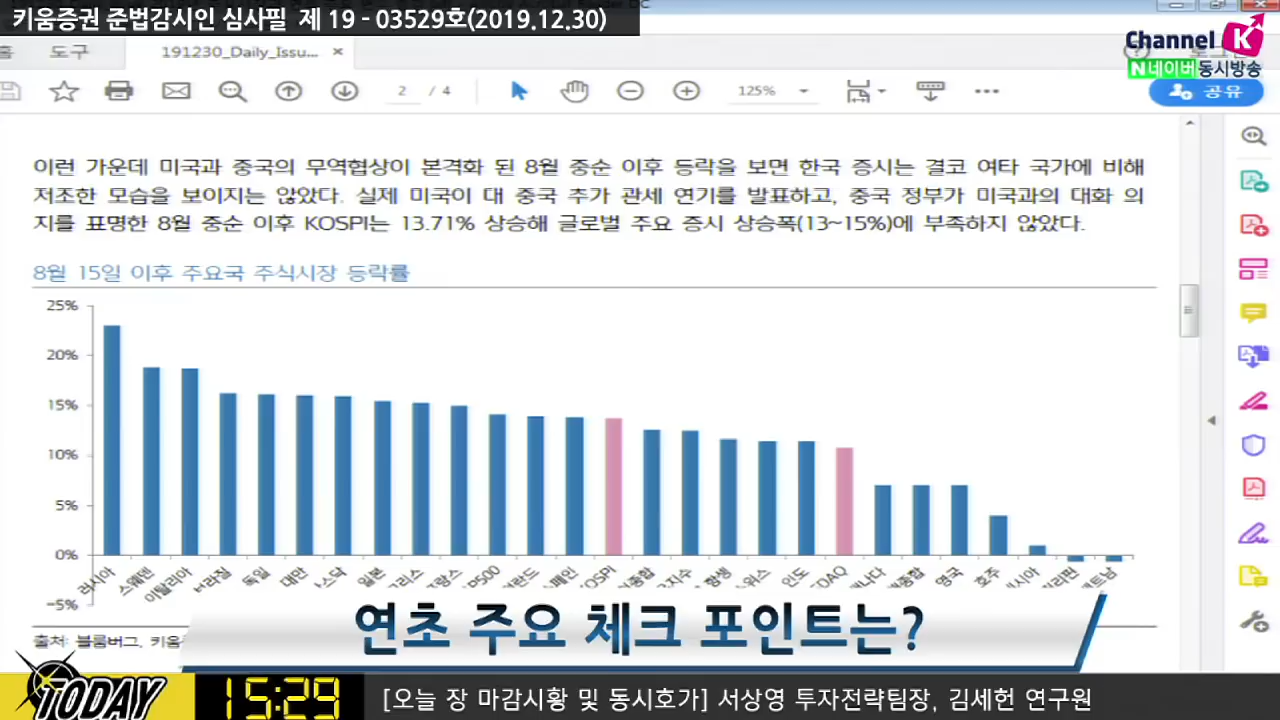 키움증권 준법감시인 심사필 제 19 - 03529호(2019.12.30)
도구
191230_Daily_Issu... ×
Channel K
N 네이버 동시방송
2 / 4
125%
공유
이런 가운데 미국과 중국의 무역협상이 본격화 된 8월 중순 이후 등락을 보면 한국 증시는 결코 여타 국가에 비해
저조한 모습을 보이지는 않았다. 실제 미국이 대 중국 추가 관세 연기를 발표하고, 중국 정부가 미국과의 대화 의
지를 표명한 8월 중순 이후 KOSPI는 13.71% 상승해 글로벌 주요 증시 상승폭(13~15%)에 부족하지 않았다.
8월 15일 이후 주요국 주식시장 등락률
25%
20%
15%
10%
5%
0%
-5%
러시아 스웨덴 이탈리아 독일 대만 일본 인도 영국 호주
출처: 블룸버그, 키움
연초 주요 체크 포인트는?
TODAY
15:29
[오늘 장 마감시황 및 동시호가] 서상영 투자전략팀장, 김세헌 연구원